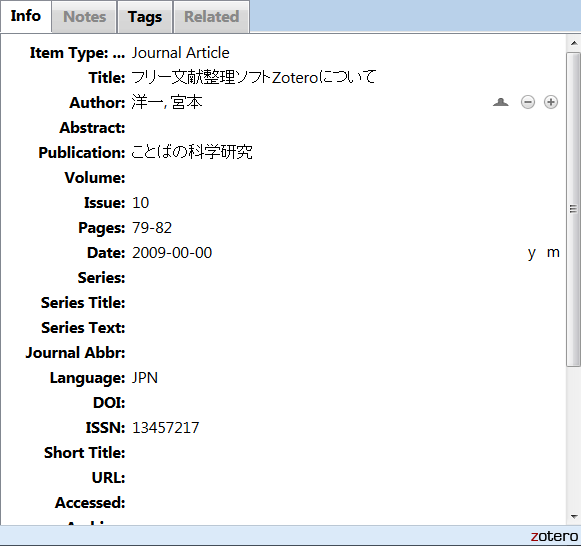 Info Notes Tags Related
Item Type: ... Journal Article
Title: フリー文献整理ソフトZoteroについて
Author: 洋一, 宮本
Abstract:
Publication: ことばの科学研究
Volume:
Issue: 10
Pages: 79-82
Date: 2009-00-00 y m
Series:
Series Title:
Series Text:
Journal Abbr:
Language: JPN
DOI:
ISSN: 13457217
Short Title:
URL:
Accessed:
zotero